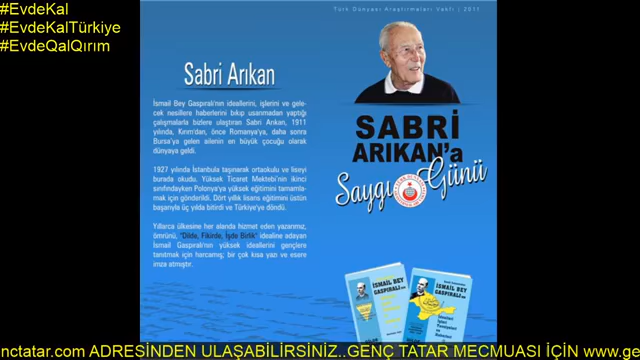 #EvdeKal
#EvdeKalTürkiye
#EvdeQalQırım
Türk Dünyası Araştırmaları Vakfı | 2011
Sabri Arıkan
İsmail Bey Gaspıralı'nın ideallerini, işlerini ve gele-
cek nesillere haberlerini bıkıp usanmadan yaptığı
çalışmalarla bizlere ulaştıran Sabri Arıkan, 1911
yılında, Kırım'dan, önce Romanya'ya, daha sonra
Bursa'ya gelen ailenin en büyük çocuğu olarak
dünyaya geldi.
1927 yılında İstanbula taşınarak ortaokulu ve liseyi
burada okudu. Yüksek Ticaret Mektebi'nin ikinci
sınıfındayken Polonya'ya yüksek eğitimini tamamla-
mak için gönderildi. Dört yıllık lisans eğitimini üstün
başarıyla üç yılda bitirdi ve Türkiye'ye döndü.
Yıllarca ülkesine her alanda hizmet eden yazarımız,
ömrünü, "Dilde, Fikirde, İşde Birlik" idealine adayan
İsmail Gaspıralı'nın yüksek ideallerini gençlere
tanıtmak için harcamış; bir çok kısa yazı ve esere
imza atmıştır.
SABRİ
ARIKAN'a
Saygı Günü
İSMAİL BEY
GASPIRALI
İSMAİL BEY
GASPIRALI
nctatar.com ADRESİNDEN ULAŞABİLİRSİNİZ..GENÇ TATAR MECMUASI İÇİN www.ge